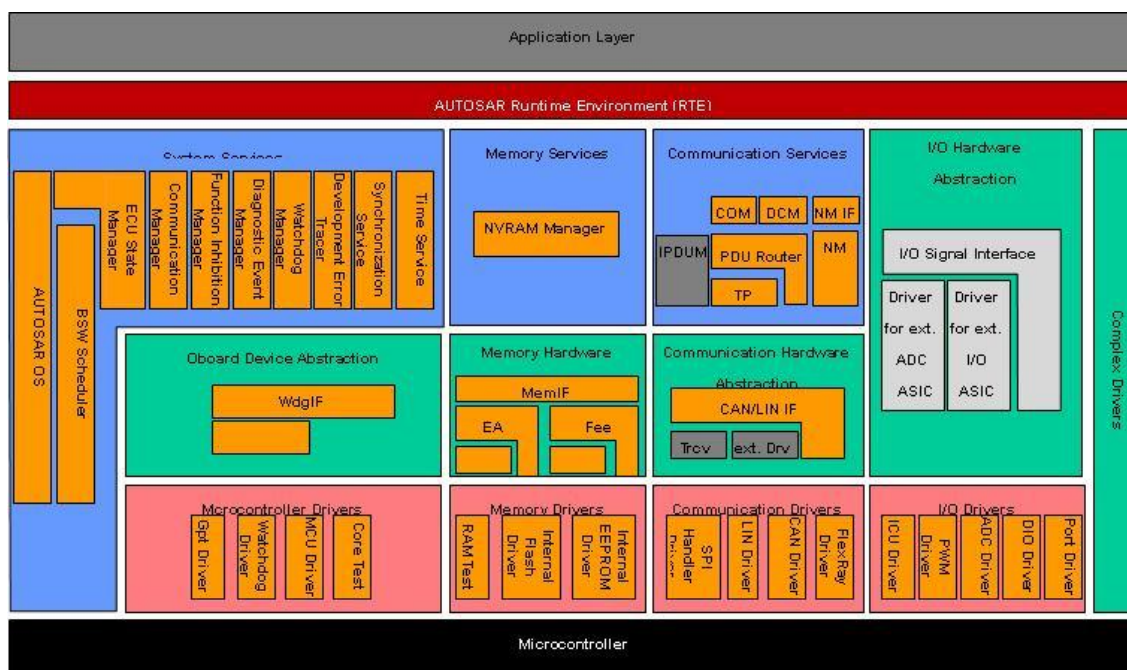 Application Layer
AUTOSAR Runtime Environment (RTE)
System Services
AUTOSAR OS
BSW Scheduler
ECU State
Manager
Communication
Manager
Function Inhibition
Manager
Diagnostic Event
Manager
Watchdog
Manager
Development Error
Tracer
Synchronization
Service
Time Service
Memory Services
NVRAM Manager
Communication Services
COM
DCM
NM IF
IPDUM
PDU Router
NM
TP
I/O Hardware
Abstraction
I/O Signal Interface
Driver
for ext.
ADC
ASIC
Driver
for ext.
I/O
ASIC
Complex Drivers
Oboard Device Abstraction
WdgIF
Memory Hardware
MemIF
EA
Fee
Communication Hardware
Abstraction
CAN/LIN IF
Trcv
ext. Drv
Mcrocontroller Drivers
Gpt Driver
Watchdog
Driver
MCU Driver
Core Test
Memory Drivers
RAM Test
Internal
Flash
Driver
Internal
EEPROM
Driver
Communication Drivers
SPI
Handler
LIN Driver
CAN Driver
FlexRay
Driver
I/O Drivers
ICU Driver
PWM
Driver
ADC Driver
DIO Driver
Port Driver
Microcontroller